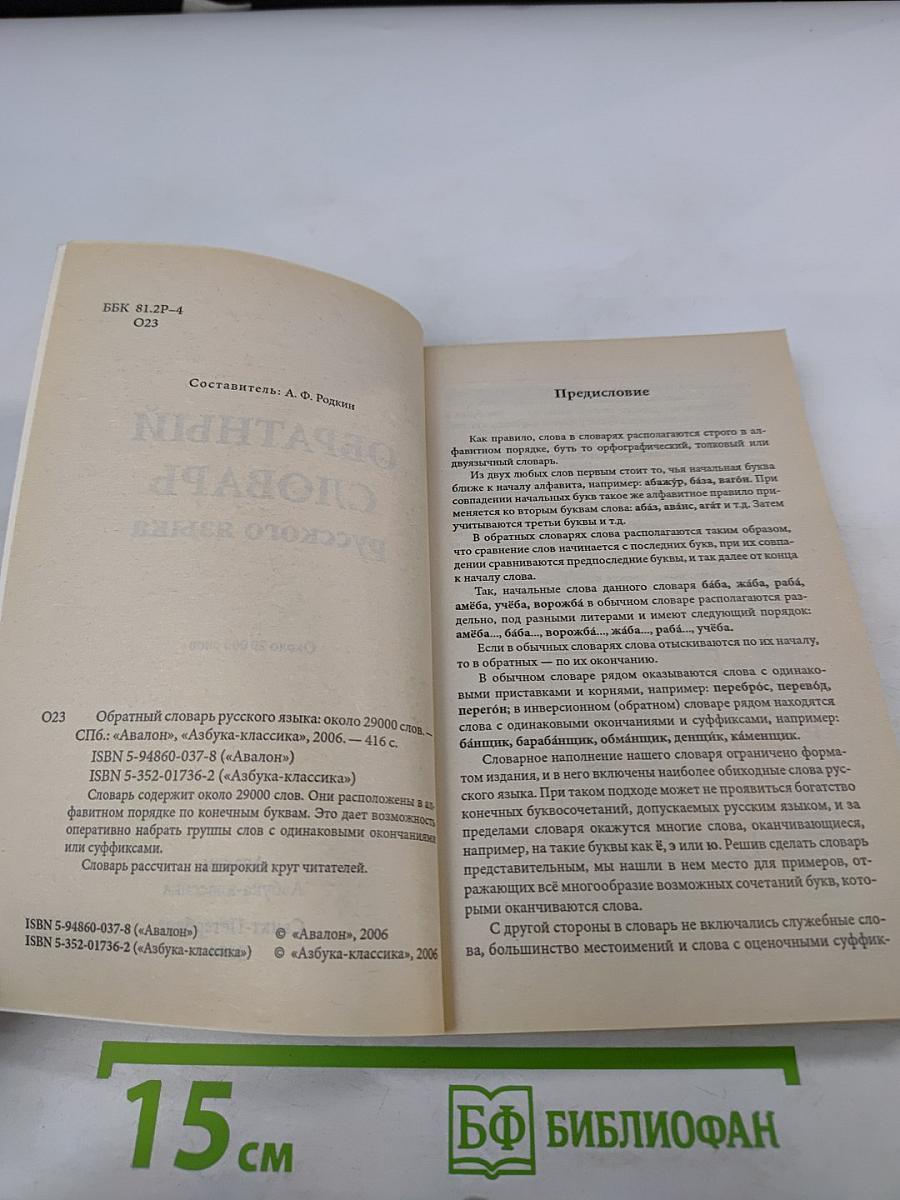 ББК 81.2Р–4
О23
Составитель: А. Ф. Родкин
О23 Обратный словарь русского языка: около 29000 слов. —
СПб.: «Авалон», «Азбука-классика», 2006. — 416 с.
ISBN 5-94860-037-8 («Авалон»)
ISBN 5-352-01736-2 («Азбука-классика»)
Словарь содержит около 29000 слов. Они расположены в ал-
фавитном порядке по конечным буквам. Это дает возможность
оперативно набрать группы слов с одинаковыми окончаниями
или суффиксами.
Словарь рассчитан на широкий круг читателей.
ISBN 5-94860-037-8 («Авалон») © «Авалон», 2006
ISBN 5-352-01736-2 («Азбука-классика») © «Азбука-классика», 2006
Предисловие
Как правило, слова в словарях располагаются строго в ал-
фавитном порядке, буть то орфографический, толковый или
двуязычный словарь.
Из двух любых слов первым стоит то, чья начальная буква
ближе к началу алфавита, например: абажу́р, ба́за, ваго́н. При
совпадении начальных букв такое же алфавитное правило при-
меняется ко вторым буквам слова: аба́з, ава́нс, ага́т и т.д. Затем
учитываются третьи буквы и т.д.
В обратных словарях слова располагаются таким образом,
что сравнение слов начинается с последних букв, при их совпа-
дении сравниваются предпоследние буквы, и так далее от конца
к началу слова.
Так, начальные слова данного словаря ба́ба, жа́ба, раба́,
амёба, учёба, ворожба́ в обычном словаре располагаются раз-
дельно, под разными литерами и имеют следующий порядок:
амёба..., ба́ба..., ворожба́..., жа́ба..., раба́..., учёба.
Если в обычных словарях слова отыскиваются по их началу,
то в обратных — по их окончанию.
В обычном словаре рядом оказываются слова с одинако-
выми приставками и корнями, например: перебро́с, перево́д,
перего́н; в инверсионном (обратном) словаре рядом находятся
слова с одинаковыми окончаниями и суффиксами, например:
ба́нщик, бараба́нщик, обма́нщик, денщи́к, ка́менщик.
Словарное наполнение нашего словаря ограничено форма-
том издания, и в него включены наиболее обиходные слова рус-
ского языка. При таком подходе может не проявиться богатство
конечных буквосочетаний, допускаемых русским языком, и за
пределами словаря окажутся многие слова, оканчивающиеся,
например, на такие буквы как ё, э или ю. Решив сделать словарь
представительным, мы нашли в нем место для примеров, от-
ражающих всё многообразие возможных сочетаний букв, кото-
рыми оканчиваются слова.
С другой стороны в словарь не включались служебные сло-
ва, большинство местоимений и слова с оценочными суффик-
15 см
БФ БИБЛИОФАН